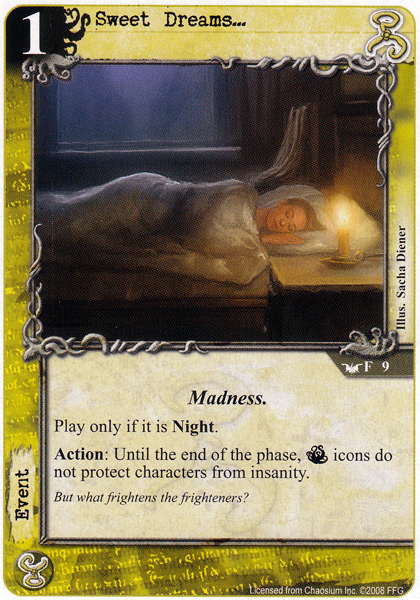 1
Sweet Dreams...
Illus. Sacha Diener
F 9
Madness.
Play only if it is Night.
Action: Until the end of the phase, icons do
not protect characters from insanity.
But what frightens the frighteners?
Event
Licensed from Chaosium Inc. ©2008 FFG